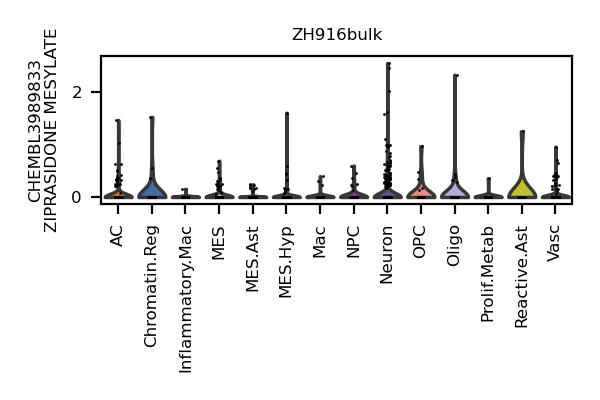 ZH916bulk
CHEMBL3989833
ZIPRASIDONE MESYLATE
2
0
AC
Chromatin.Reg
Inflammatory.Mac
MES
MES.Ast
MES.Hyp
Mac
NPC
Neuron
OPC
Oligo
Prolif.Metab
Reactive.Ast
Vasc